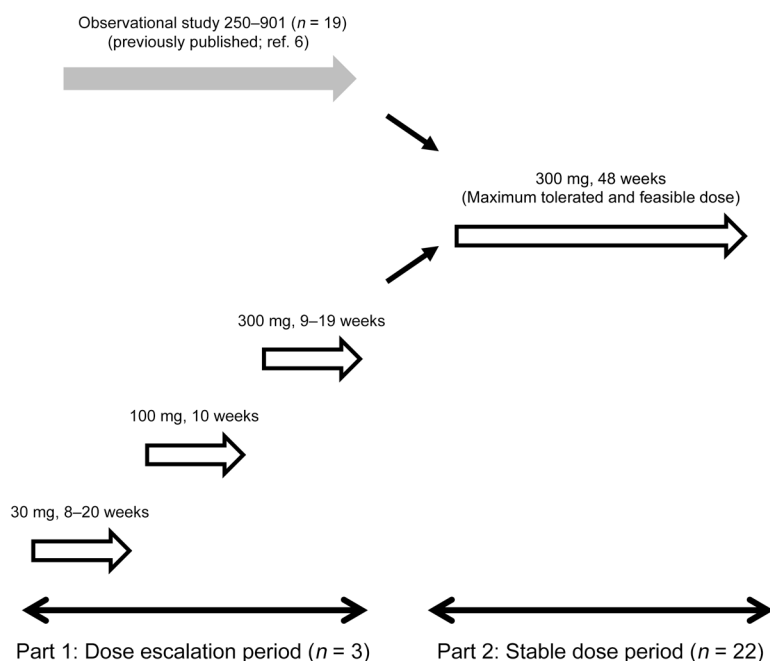 Observational study 250–901 (n = 19)
(previously published; ref. 6)
300 mg, 48 weeks
(Maximum tolerated and feasible dose)
300 mg, 9–19 weeks
100 mg, 10 weeks
30 mg, 8–20 weeks
Part 1: Dose escalation period (n = 3)
Part 2: Stable dose period (n = 22)